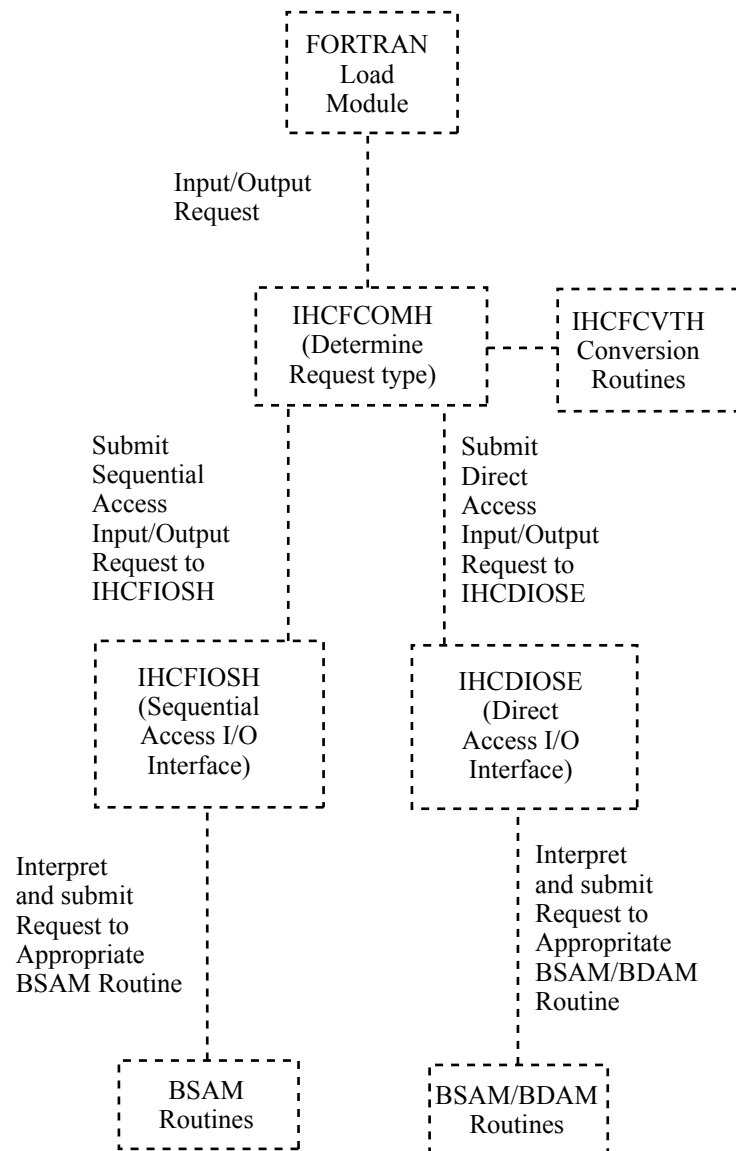 FORTRAN
Load
Module
Input/Output
Request
IHCFCOMH
(Determine
Request type)
IHCFCVTH
Conversion
Routines
Submit
Sequential
Access
Input/Output
Request to
IHCFIOSH
Submit
Direct
Access
Input/Output
Request to
IHCDIOSE
IHCFIOSH
(Sequential
Access I/O
Interface)
IHCDIOSE
(Direct
Access I/O
Interface)
Interpret
and submit
Request to
Appropriate
BSAM Routine
Interpret
and submit
Request to
Appropritate
BSAM/BDAM
Routine
BSAM
Routines
BSAM/BDAM
Routines